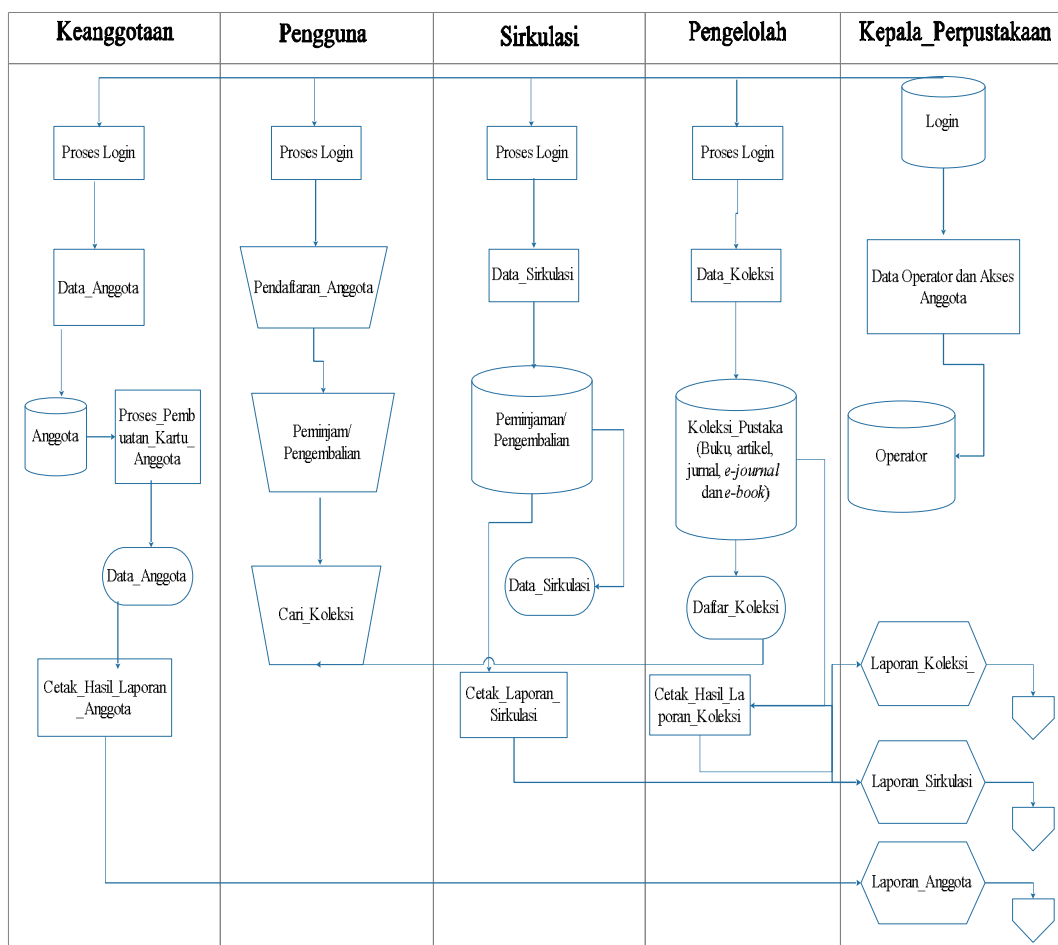 Keanggotaan
Pengguna
Sirkulasi
Pengelolah
Kepala_Perpustakaan
Proses Login
Data_Anggota
Anggota
Proses_Pemb
uatan_Kartu_
Anggota
Data_Anggota
Cetak_Hasil_Laporan
_Anggota
Proses Login
Pendaftaran_Anggota
Peminjam/
Pengembalian
Cari_Koleksi
Proses Login
Data_Sirkulasi
Peminjaman/
Pengembalian
Data_Sirkulasi
Cetak_Laporan_
Sirkulasi
Proses Login
Data_Koleksi
Koleksi_Pustaka
(Buku, artikel,
jurnal, e-journal
dan e-book)
Daftar_Koleksi
Cetak_Hasil_La
poran_Koleksi
Login
Data Operator dan Akses
Anggota
Operator
Laporan_Koleksi_
Laporan_Sirkulasi
Laporan_Anggota